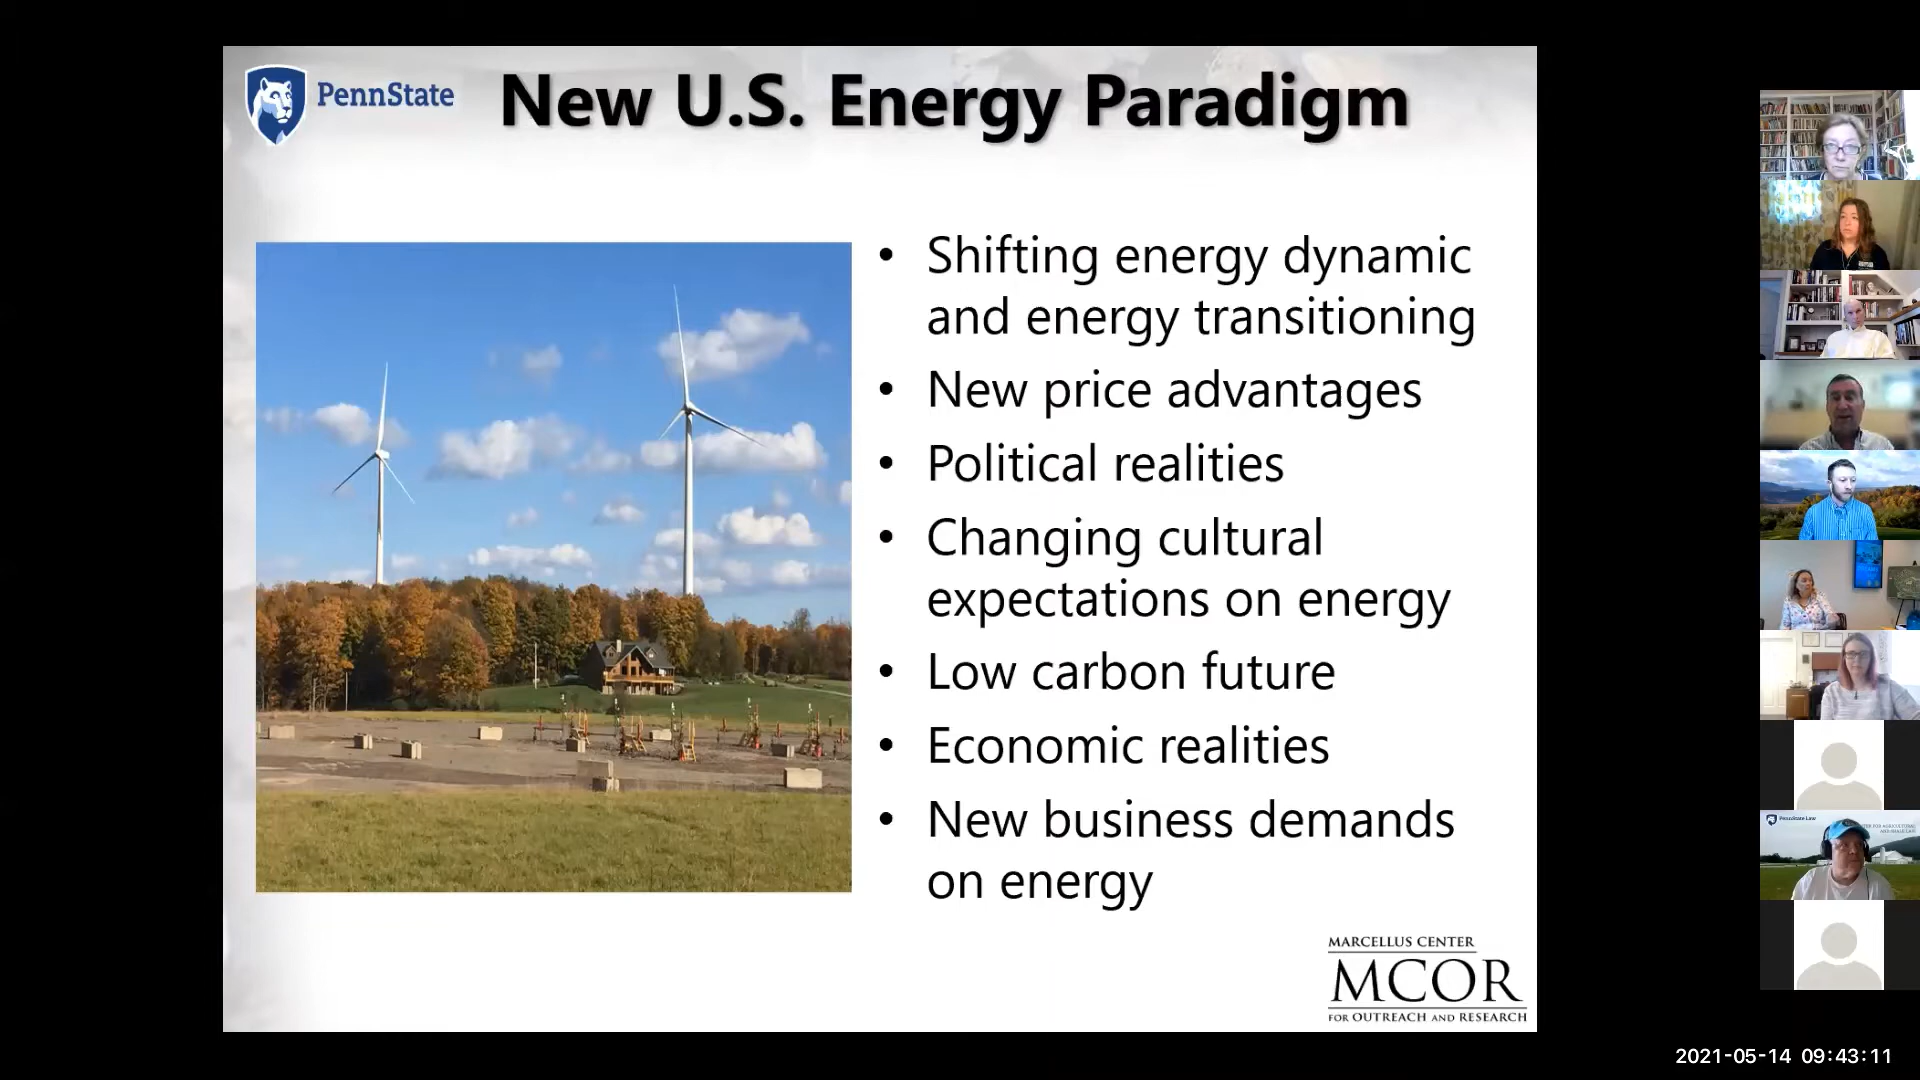 PennState
New U.S. Energy Paradigm
• Shifting energy dynamic
and energy transitioning
• New price advantages
• Political realities
• Changing cultural
expectations on energy
• Low carbon future
• Economic realities
• New business demands
on energy
MARCELLUS CENTER
MCOR
FOR OUTREACH AND RESEARCH
PennState Law
2021-05-14 09:43:11